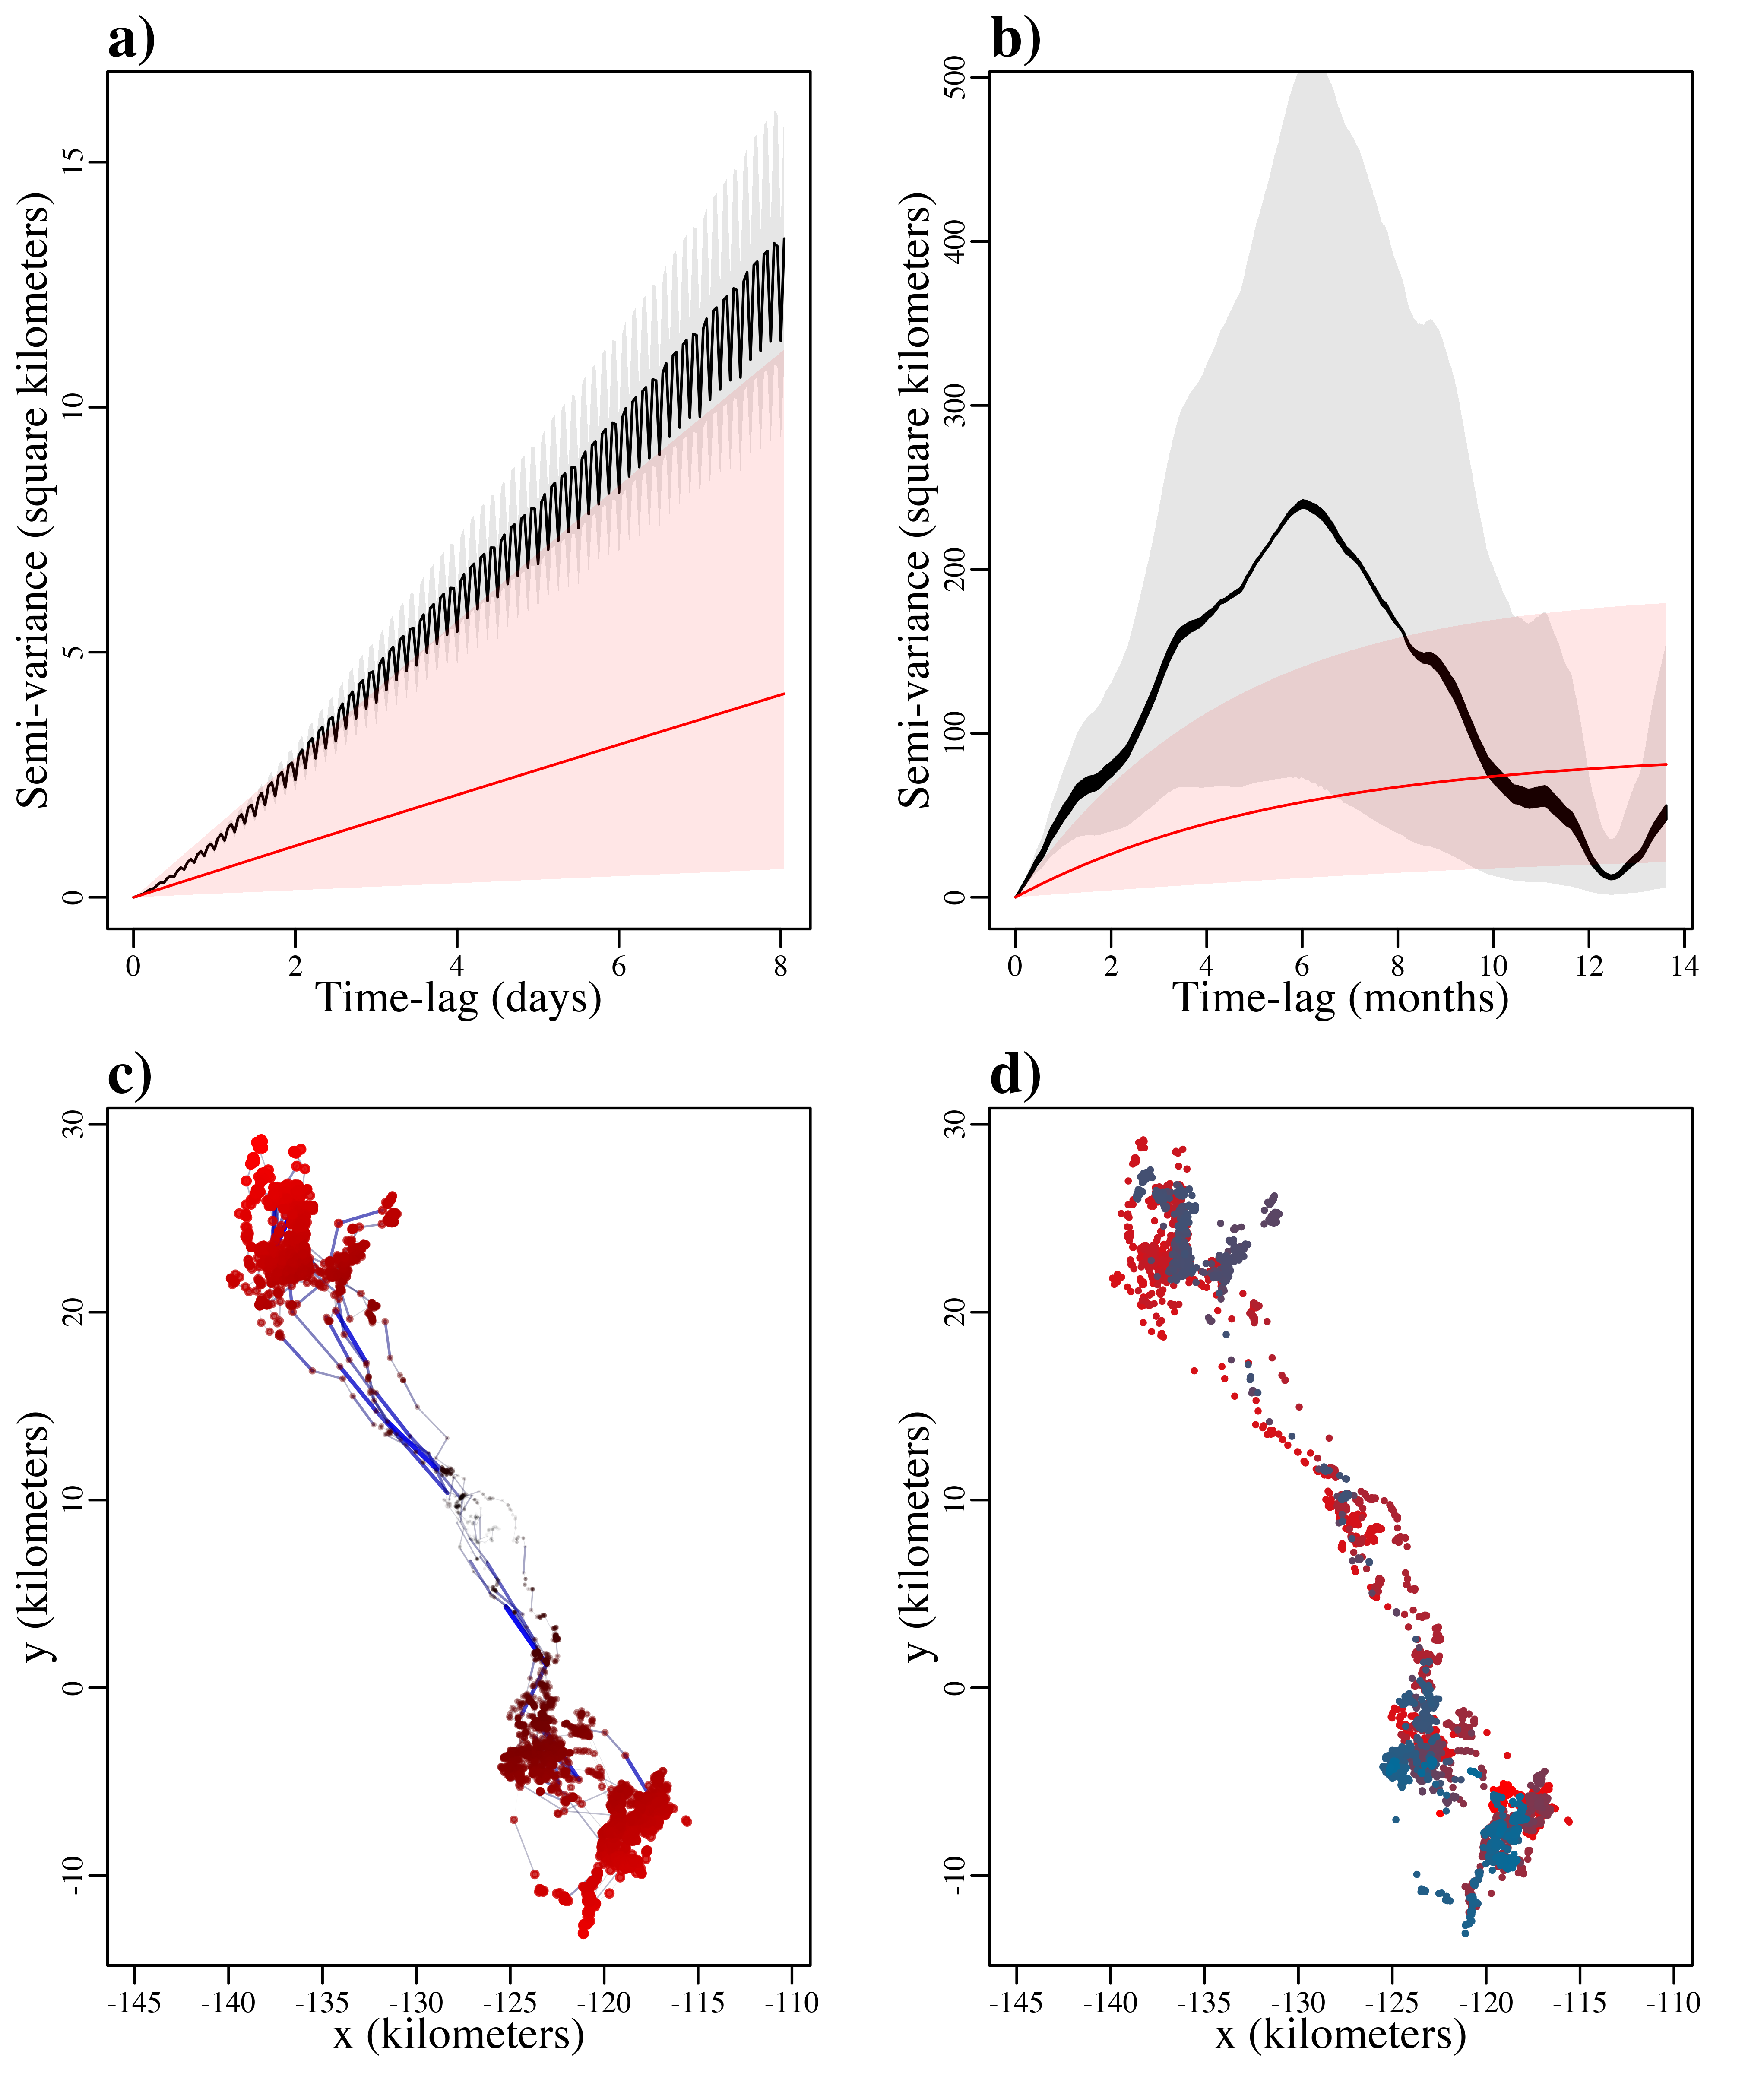 a)
Semi-variance (square kilometers)
15
10
5
0
0 2 4 6 8
Time-lag (days)
b)
Semi-variance (square kilometers)
500
400
300
200
100
0
0 2 4 6 8 10 12 14
Time-lag (months)
c)
y (kilometers)
30
20
10
0
-10
-145 -140 -135 -130 -125 -120 -115 -110
x (kilometers)
d)
y (kilometers)
30
20
10
0
-10
-145 -140 -135 -130 -125 -120 -115 -110
x (kilometers)